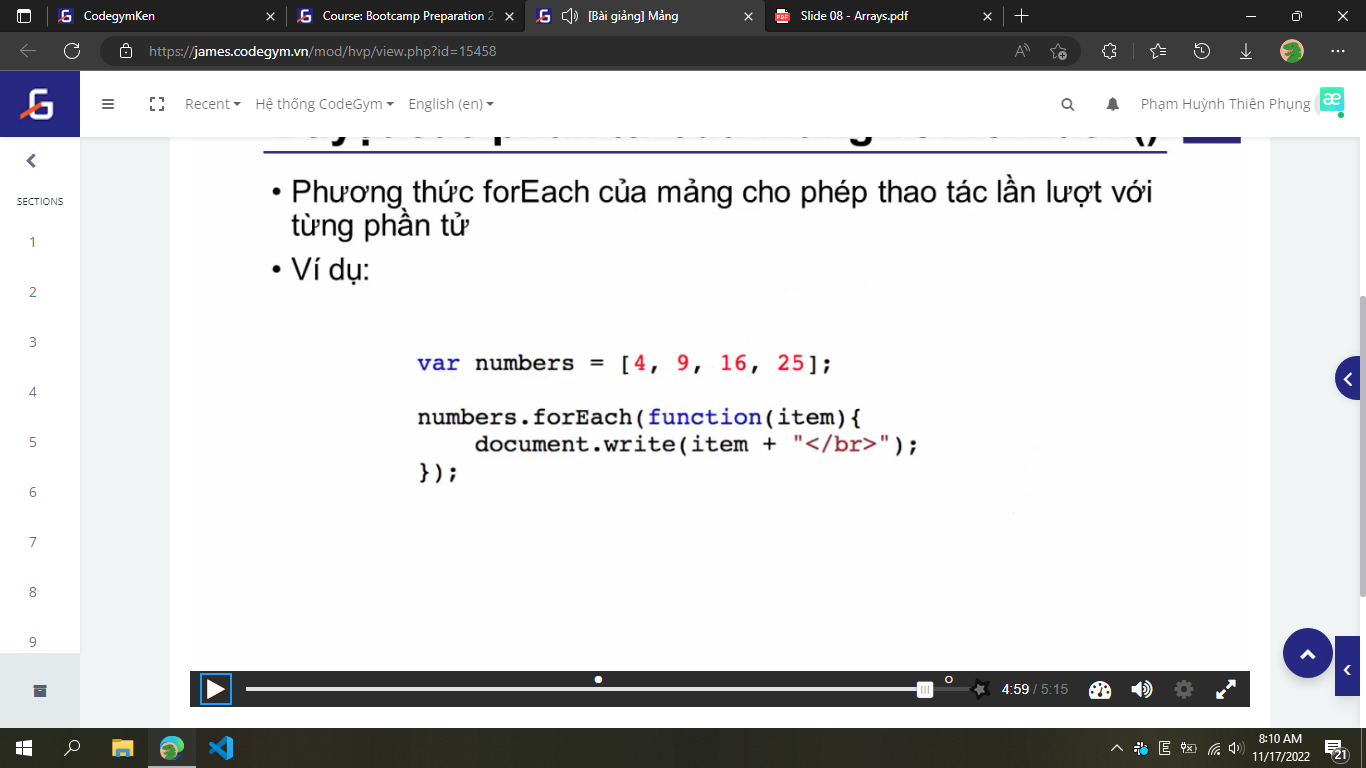 CodegymKen
Course: Bootcamp Preparation 2
[Bài giảng] Mảng
Slide 08 - Arrays.pdf
https://james.codegym.vn/mod/hvp/view.php?id=15458
Recent
Hệ thống CodeGym
English (en)
Phạm Huỳnh Thiên Phụng
SECTIONS
1
2
3
4
5
6
7
8
9
• Phương thức forEach của mảng cho phép thao tác lần lượt với
từng phần tử
• Ví dụ:
var numbers = [4, 9, 16, 25];
numbers.forEach(function(item){
document.write(item + "</br>");
});
4:59 / 5:15
8:10 AM
11/17/2022
21